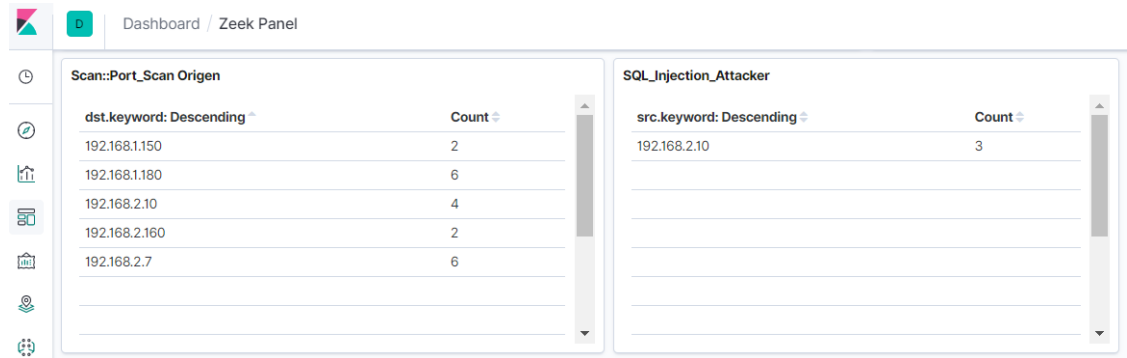 D Dashboard / Zeek Panel
Scan::Port_Scan Origen
dst.keyword: Descending Count
192.168.1.150 2
192.168.1.180 6
192.168.2.10 4
192.168.2.160 2
192.168.2.7 6
SQL_Injection_Attacker
src.keyword: Descending Count
192.168.2.10 3